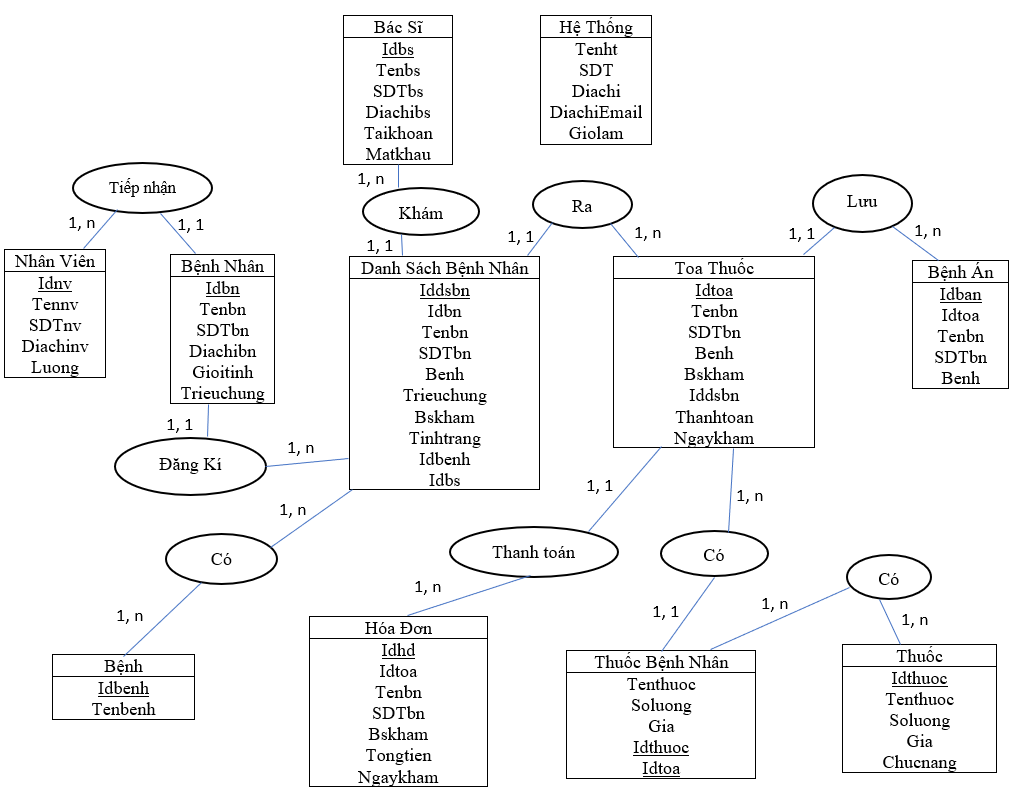 Bác Sĩ
Idbs
Tenbs
SDTbs
Diachibs
Taikhoan
Matkhau
Hệ Thống
Tenht
SDT
Diachi
DiachiEmail
Giolam
Tiếp nhận
1, n
1, 1
1, n
Khám
1, 1
Ra
1, 1
1, n
Lưu
1, 1
1, n
Nhân Viên
Idnv
Tennv
SDTnv
Diachinv
Luong
Bệnh Nhân
Idbn
Tenbn
SDTbn
Diachibn
Gioitinh
Trieuchung
Danh Sách Bệnh Nhân
Iddsbn
Idbn
Tenbn
SDTbn
Benh
Trieuchung
Bskham
Tinhtrang
Idbenh
Idbs
Toa Thuốc
Idtoa
Tenbn
SDTbn
Benh
Bskham
Iddsbn
Thanhtoan
Ngaykham
Bệnh Án
Idban
Idtoa
Tenbn
SDTbn
Benh
1, 1
Đăng Kí
1, n
1, n
Có
1, n
1, 1
Thanh toán
1, n
1, n
Có
1, 1
Có
1, n
1, n
Bệnh
Idbenh
Tenbenh
Hóa Đơn
Idhd
Idtoa
Tenbn
SDTbn
Bskham
Tongtien
Ngaykham
Thuốc Bệnh Nhân
Tenthuoc
Soluong
Gia
Idthuoc
Idtoa
Thuốc
Idthuoc
Tenthuoc
Soluong
Gia
Chucnang